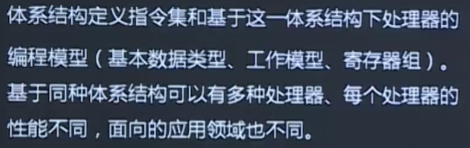 体系结构定义指令集和基于这一体系结构下处理器的
编程模型（基本数据类型、工作模型、寄存器组）。
基于同种体系结构可以有多种处理器、每个处理器的
性能不同，面向的应用领域也不同。